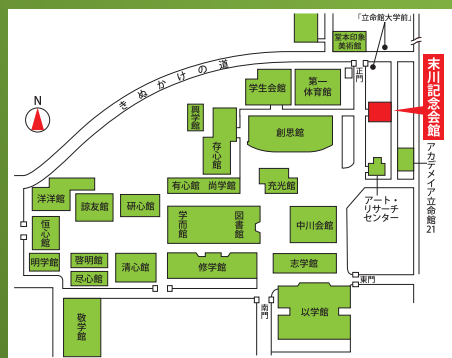 「立命館大学前」
堂本印象
美術館
正門
末川記念会館
きぬかけの道
学生会館
第一
体育館
N
興学館
存心館
創思館
アカデメイア立命館21
有心館
尚学館
充光館
アート・
リサーチ
センター
洋洋館
諒友館
研心館
学而館
図書館
中川会館
恒心館
明学館
啓明館
尽心館
清心館
修学館
志学館
東門
敬学館
南門
以学館